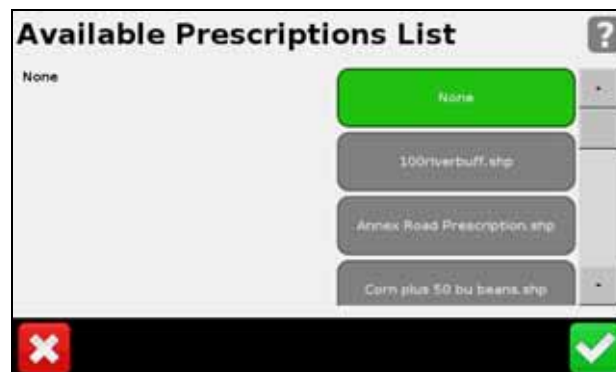 Available Prescriptions List
?
None
None
100riverbuff.shp
Annex Road Prescription.shp
Corn plus 50 bu beans.shp